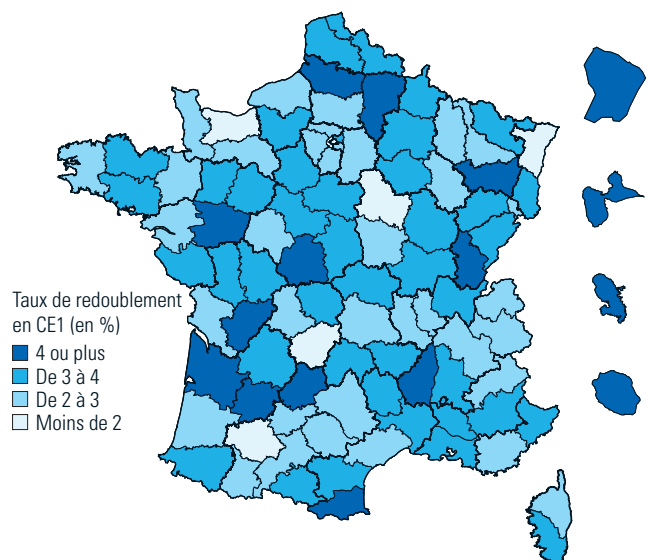 Taux de redoublement
en CE1 (en %)
4 ou plus
De 3 à 4
De 2 à 3
Moins de 2